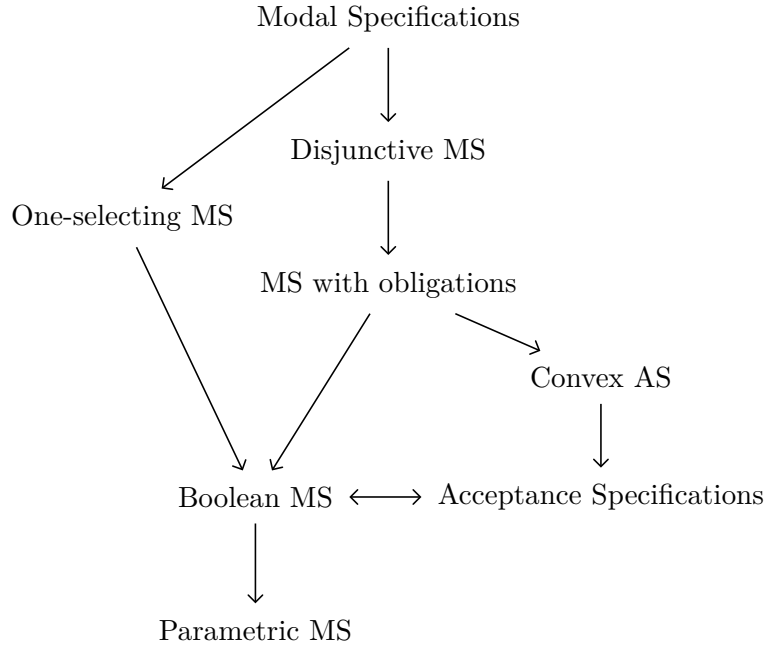 Modal Specifications
Disjunctive MS
One-selecting MS
MS with obligations
Convex AS
Boolean MS
Acceptance Specifications
Parametric MS